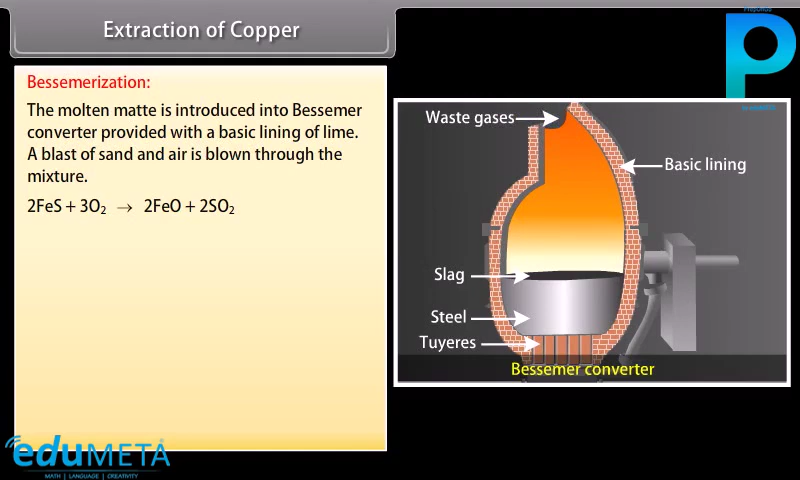 Extraction of Copper
Bessemerization:
The molten matte is introduced into Bessemer
converter provided with a basic lining of lime.
A blast of sand and air is blown through the
mixture.
2FeS + 3O₂ → 2FeO + 2SO₂
Waste gases
Basic lining
Slag
Steel
Tuyeres
Bessemer converter
eduMETA
MATH | LANGUAGE | CREATIVITY
P
by eduMETA